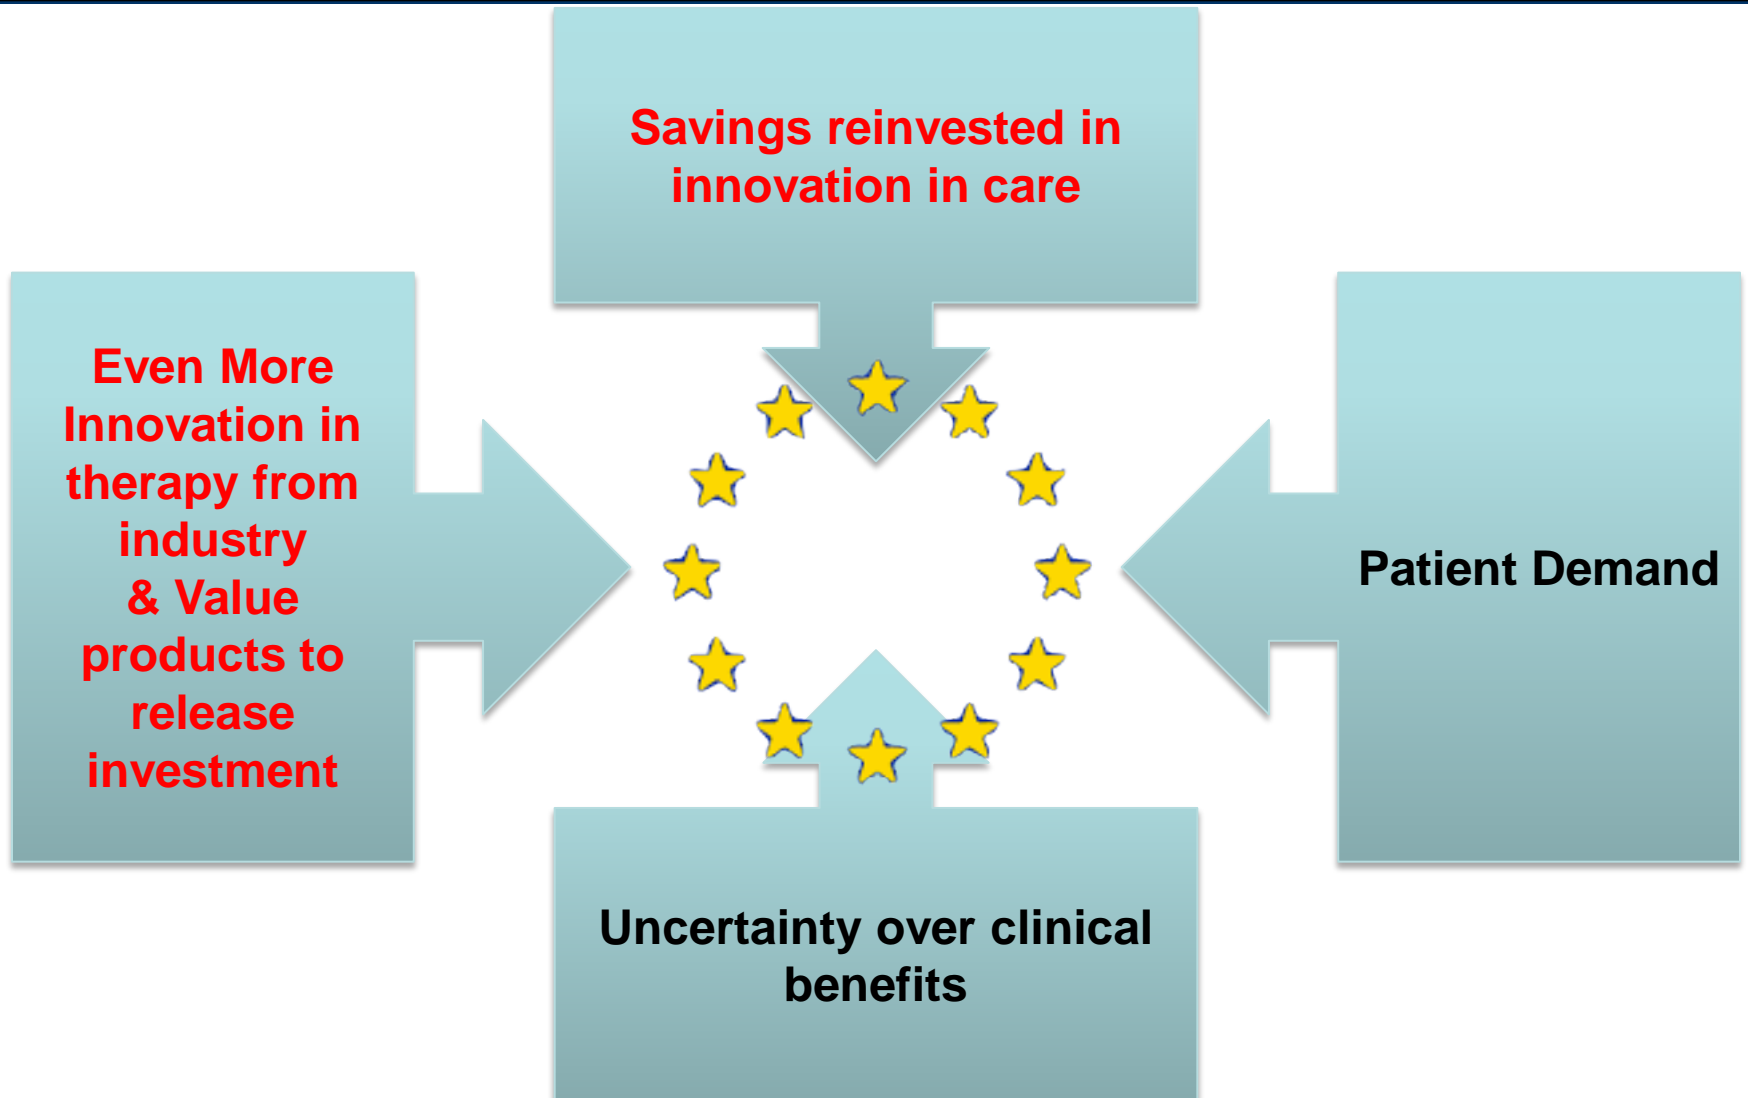 Savings reinvested in
innovation in care
Even More
Innovation in
therapy from
industry
& Value
products to
release
investment
Patient Demand
Uncertainty over clinical
benefits